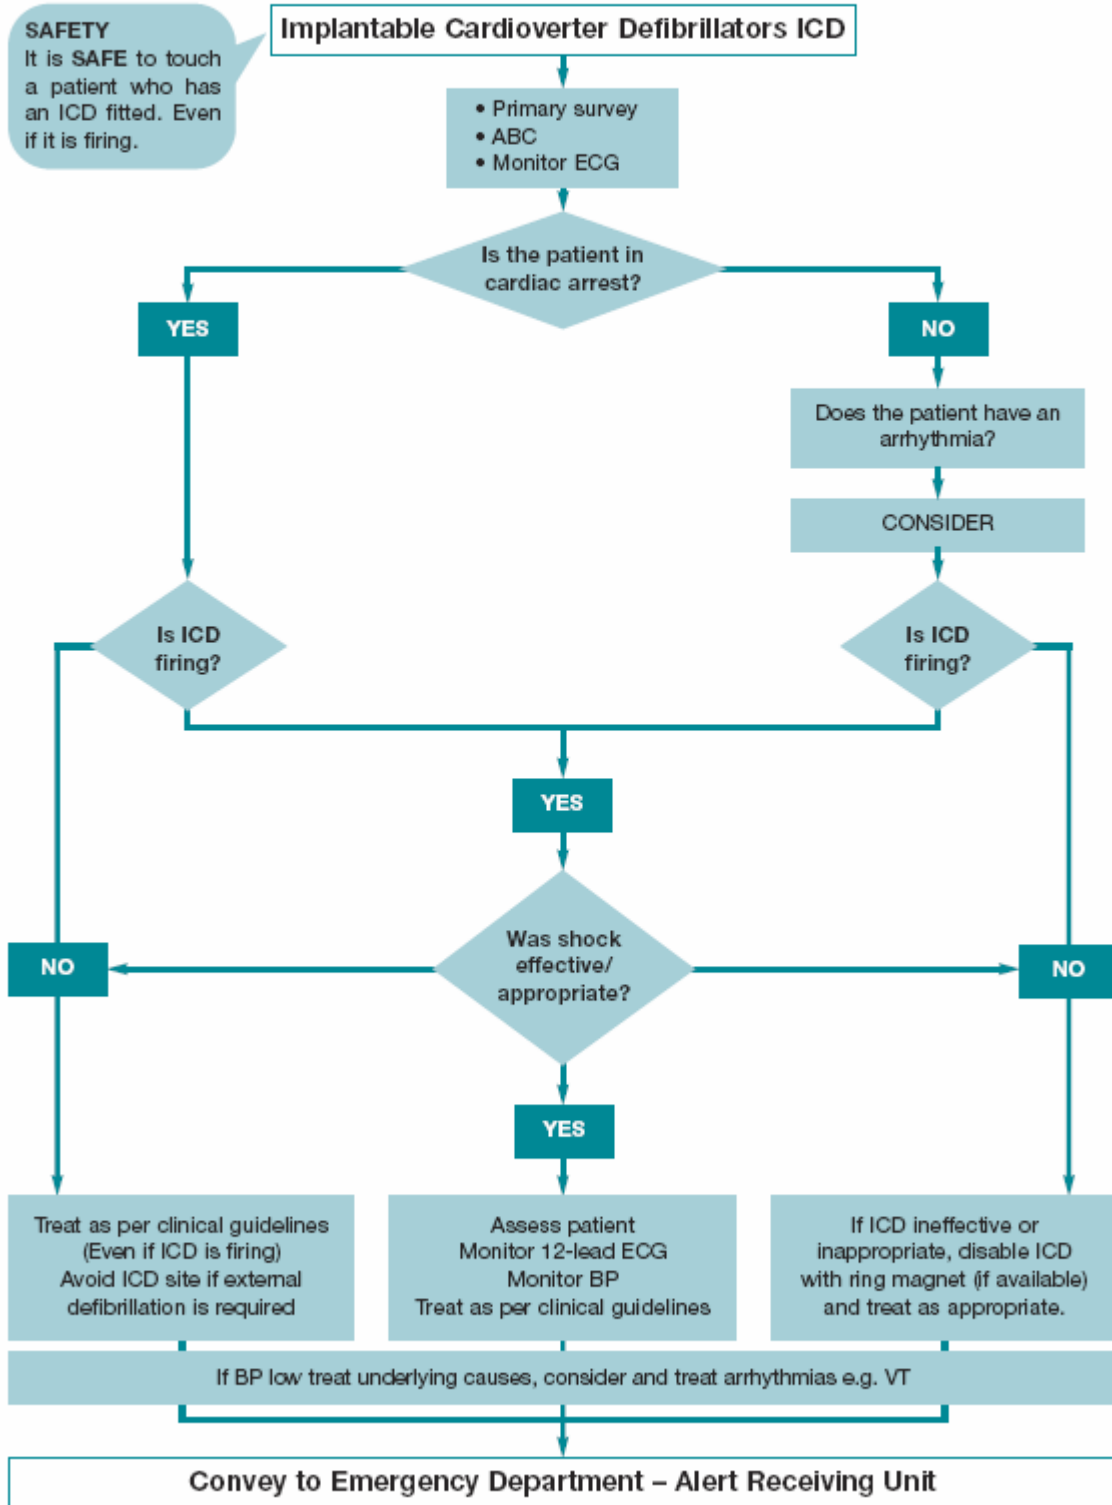 SAFETY
It is SAFE to touch
a patient who has
an ICD fitted. Even
if it is firing.
Implantable Cardioverter Defibrillators ICD
• Primary survey
• ABC
• Monitor ECG
Is the patient in
cardiac arrest?
YES
NO
Does the patient have an
arrhythmia?
CONSIDER
Is ICD
firing?
Is ICD
firing?
YES
Was shock
effective/
appropriate?
NO
NO
YES
Treat as per clinical guidelines
(Even if ICD is firing)
Avoid ICD site if external
defibrillation is required
Assess patient
Monitor 12-lead ECG
Monitor BP
Treat as per clinical guidelines
If ICD ineffective or
inappropriate, disable ICD
with ring magnet (if available)
and treat as appropriate.
If BP low treat underlying causes, consider and treat arrhythmias e.g. VT
Convey to Emergency Department – Alert Receiving Unit